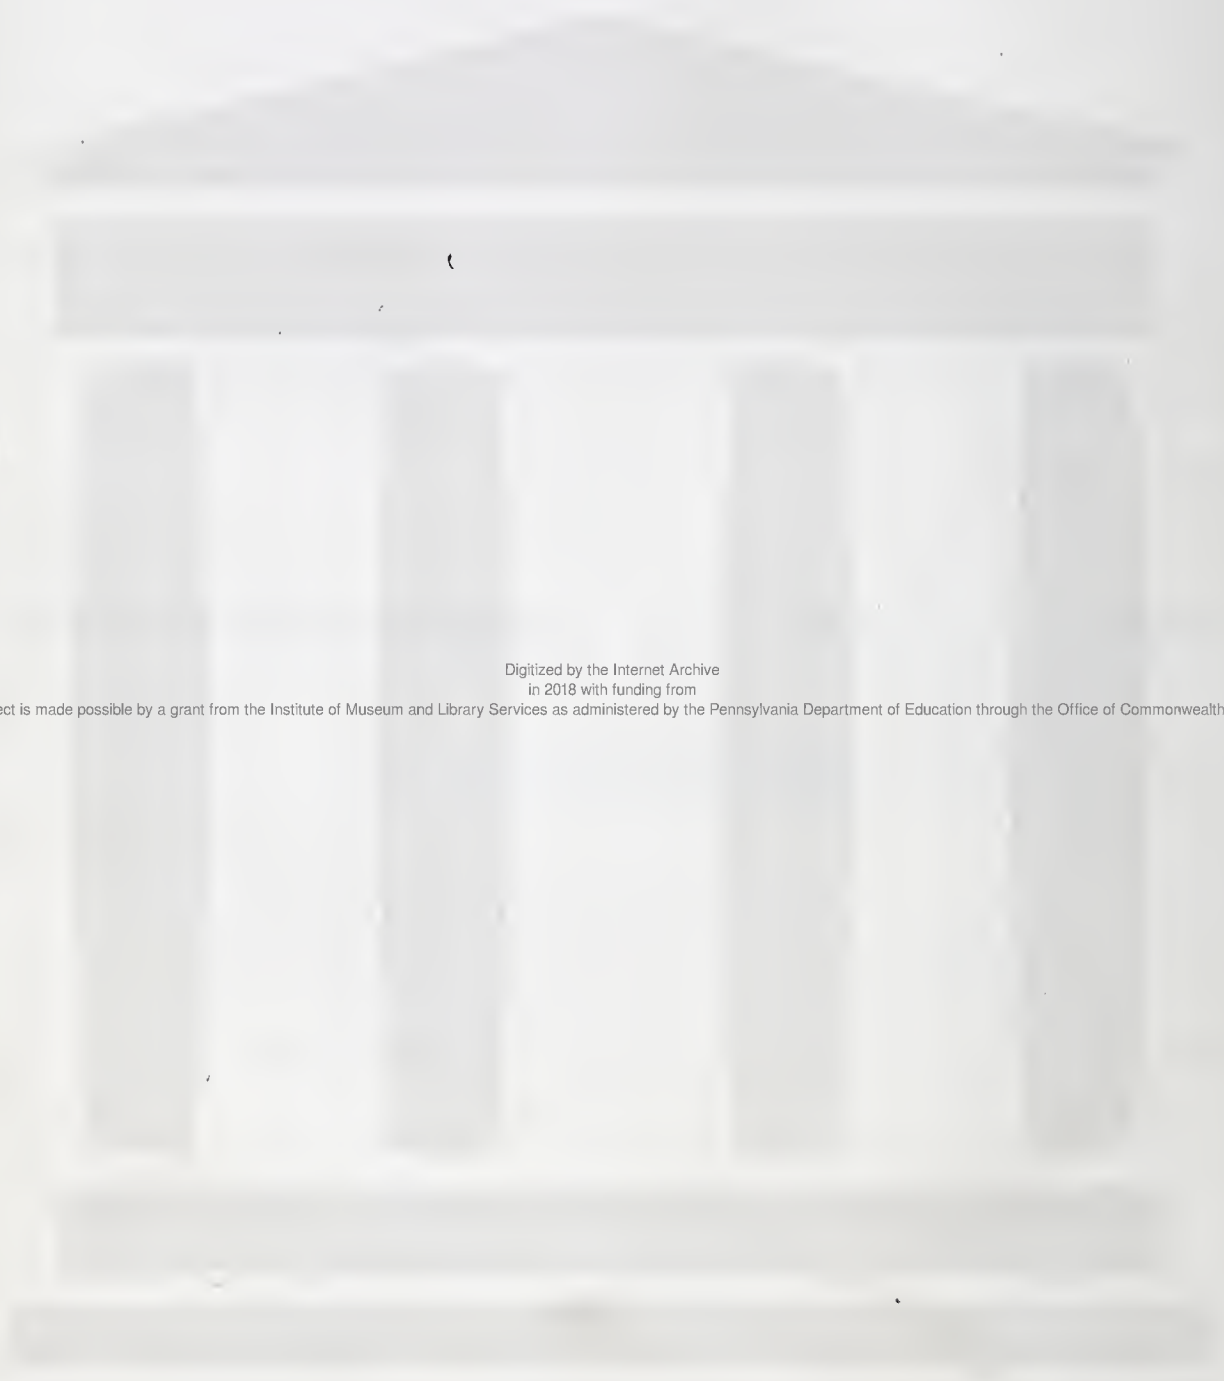 Digitized by the Internet Archive
in 2018 with funding from
is made possible by a grant from the Institute of Museum and Library Services as administered by the Pennsylvania Department of Education through the Office of Commonwealth